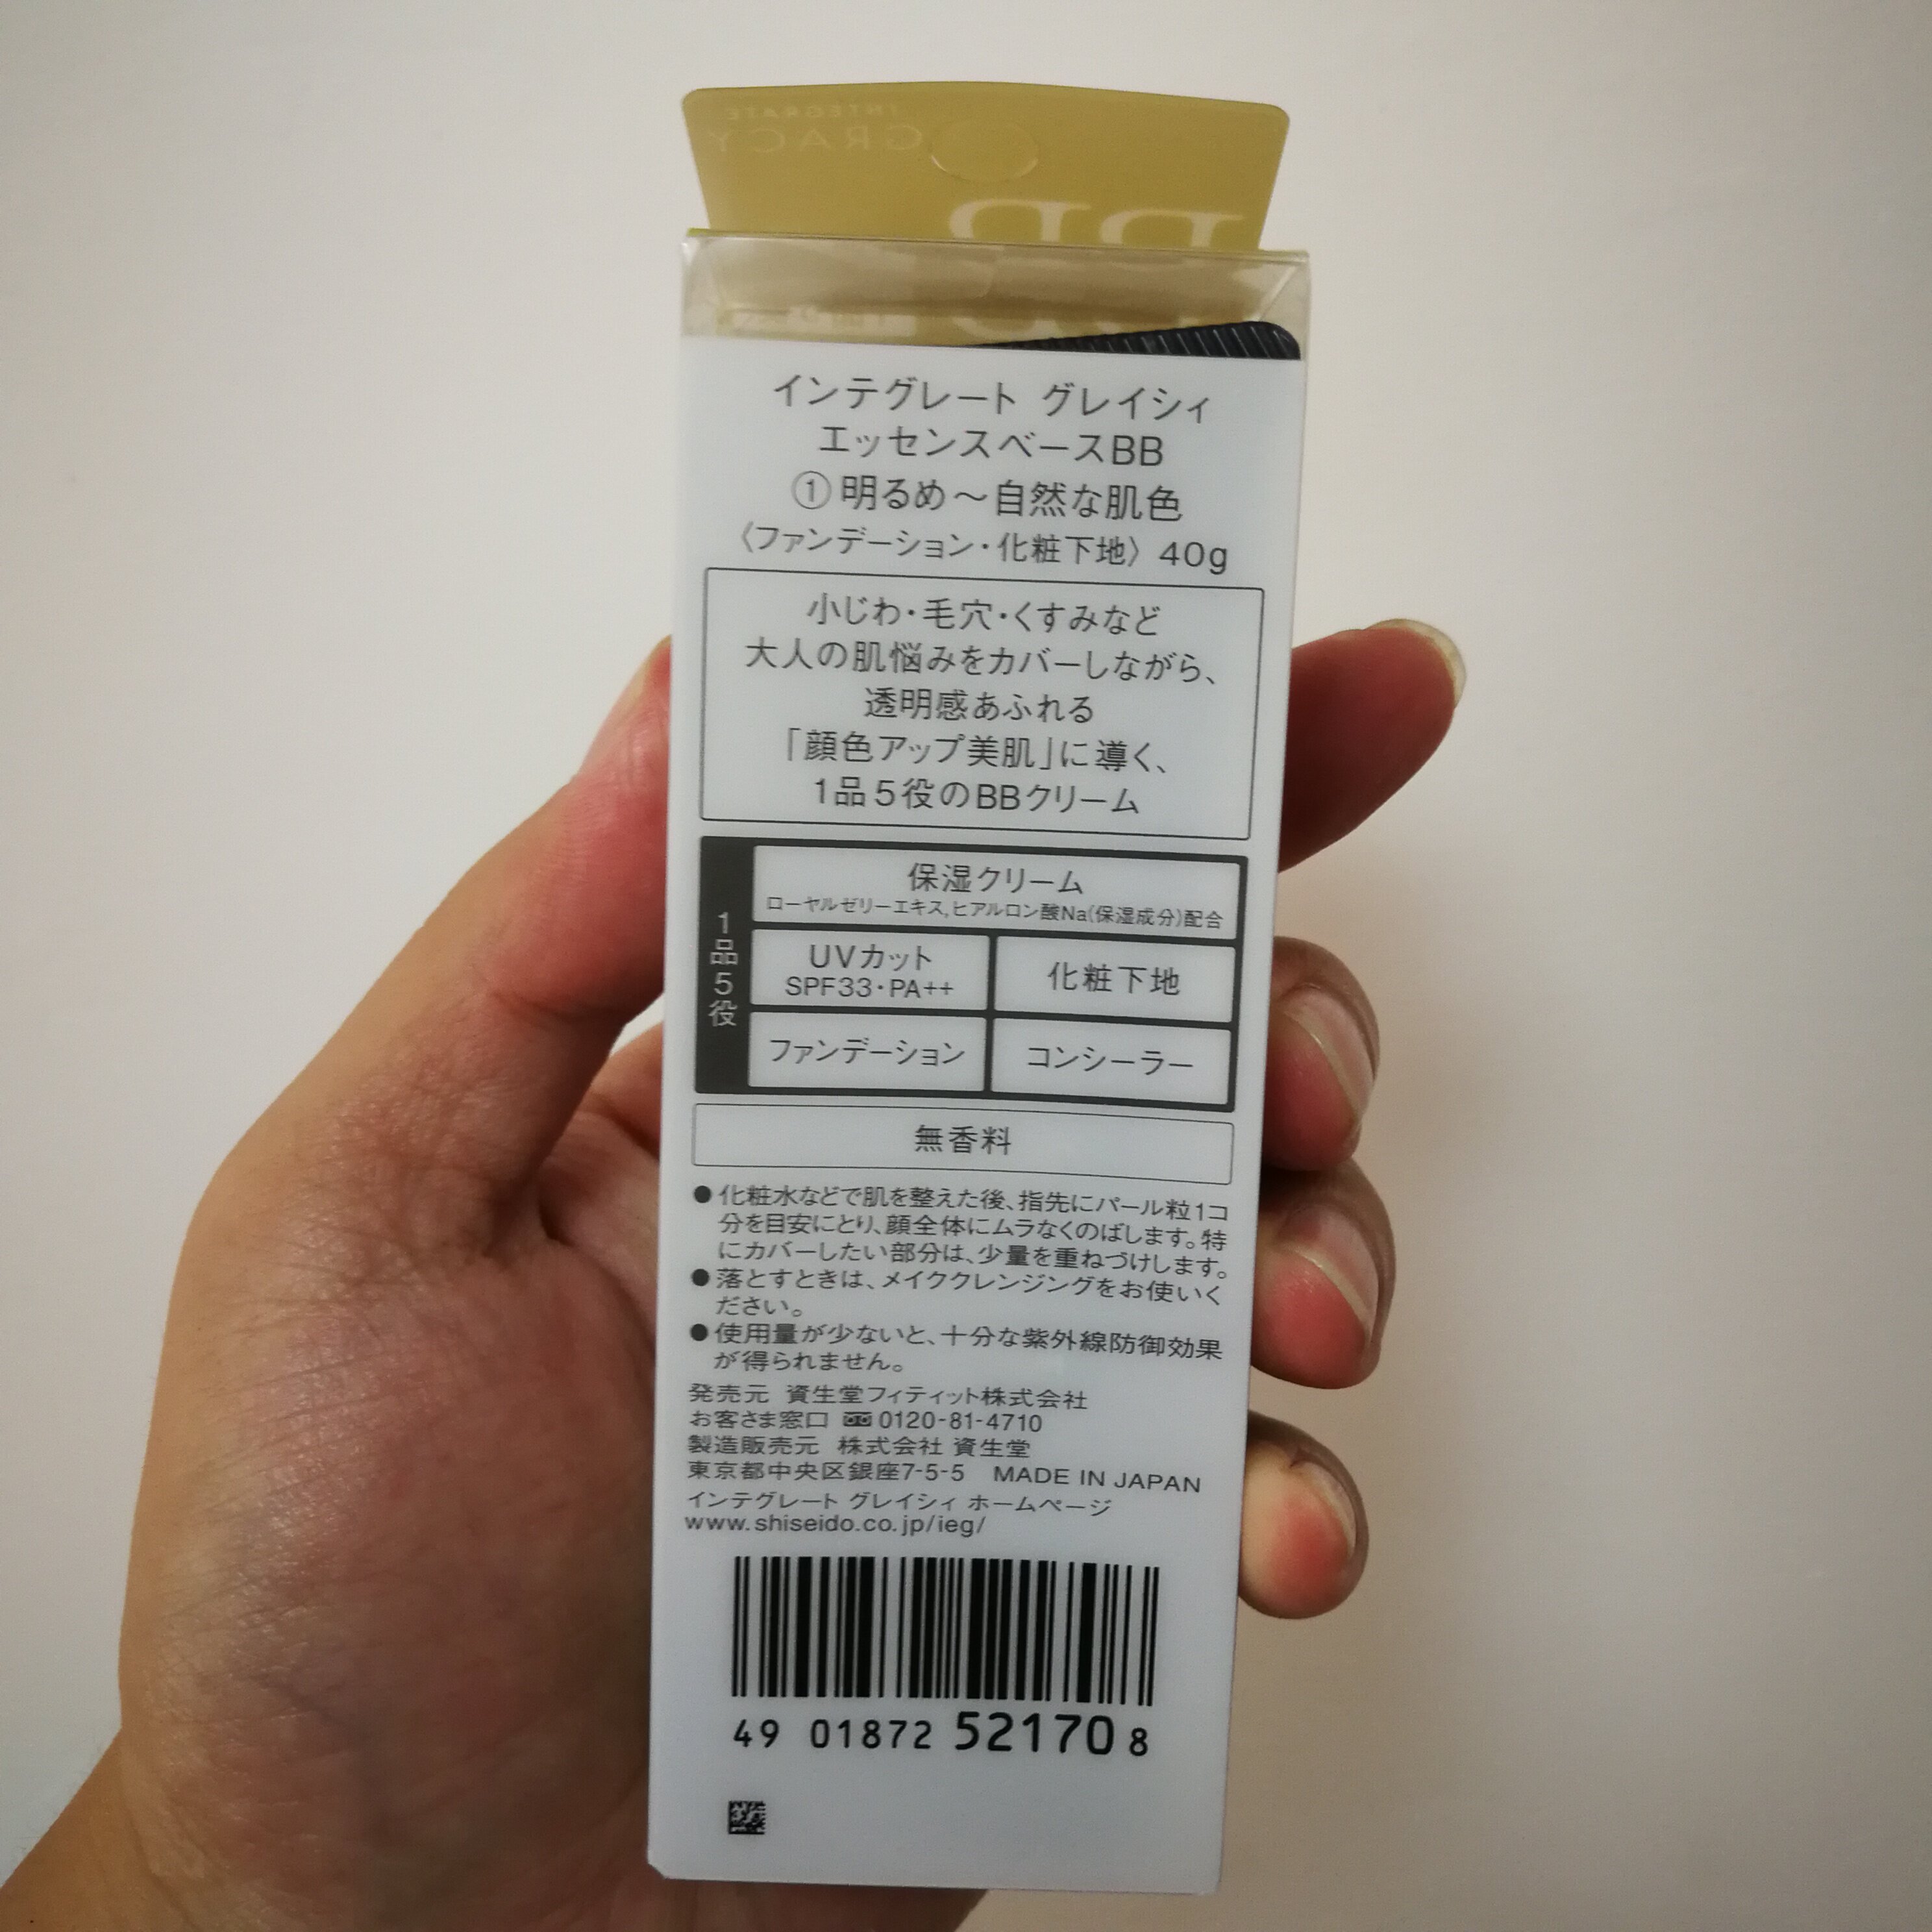 INTEGRATE
GRACY
BB
インテグレート グレイシィ
エッセンスベースBB
①明るめ～自然な肌色
〈ファンデーション・化粧下地〉 40g
小じわ・毛穴・くすみなど
大人の肌悩みをカバーしながら、
透明感あふれる
「顔色アップ美肌」に導く、
1品5役のBBクリーム
1品5役
保湿クリーム
ローヤルゼリーエキス,ヒアルロン酸Na(保湿成分)配合
UVカット
SPF33・PA++
化粧下地
ファンデーション
コンシーラー
無香料
●化粧水などで肌を整えた後、指先にパール粒1コ
分を目安にとり、顔全体にムラなくのばします。特
にカバーしたい部分は、少量を重ねづけします。
●落とすときは、メイククレンジングをお使いく
ださい。
●使用量が少ないと、十分な紫外線防御効果
が得られません。
発売元 資生堂フィティット株式会社
お客さま窓口 0120-81-4710
製造販売元 株式会社 資生堂
東京都中央区銀座7-5-5 MADE IN JAPAN
インテグレート グレイシィ ホームページ
www.shiseido.co.jp/ieg/
49 01872 52170 8